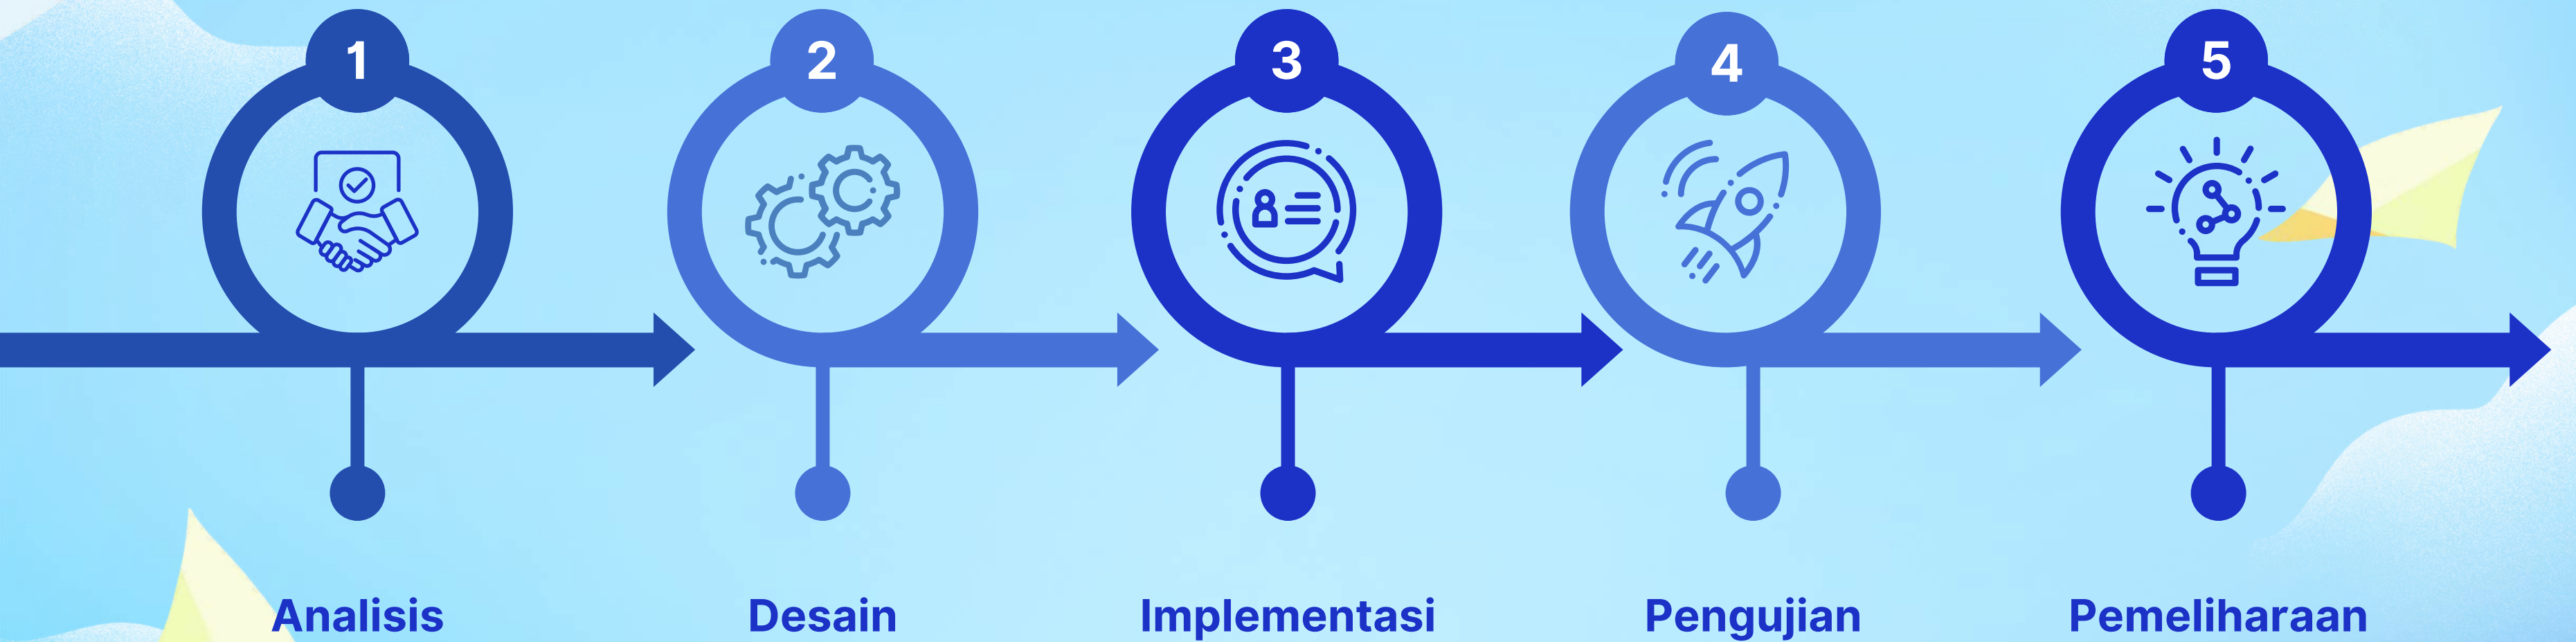 1
2
3
4
5
Analisis
Desain
Implementasi
Pengujian
Pemeliharaan